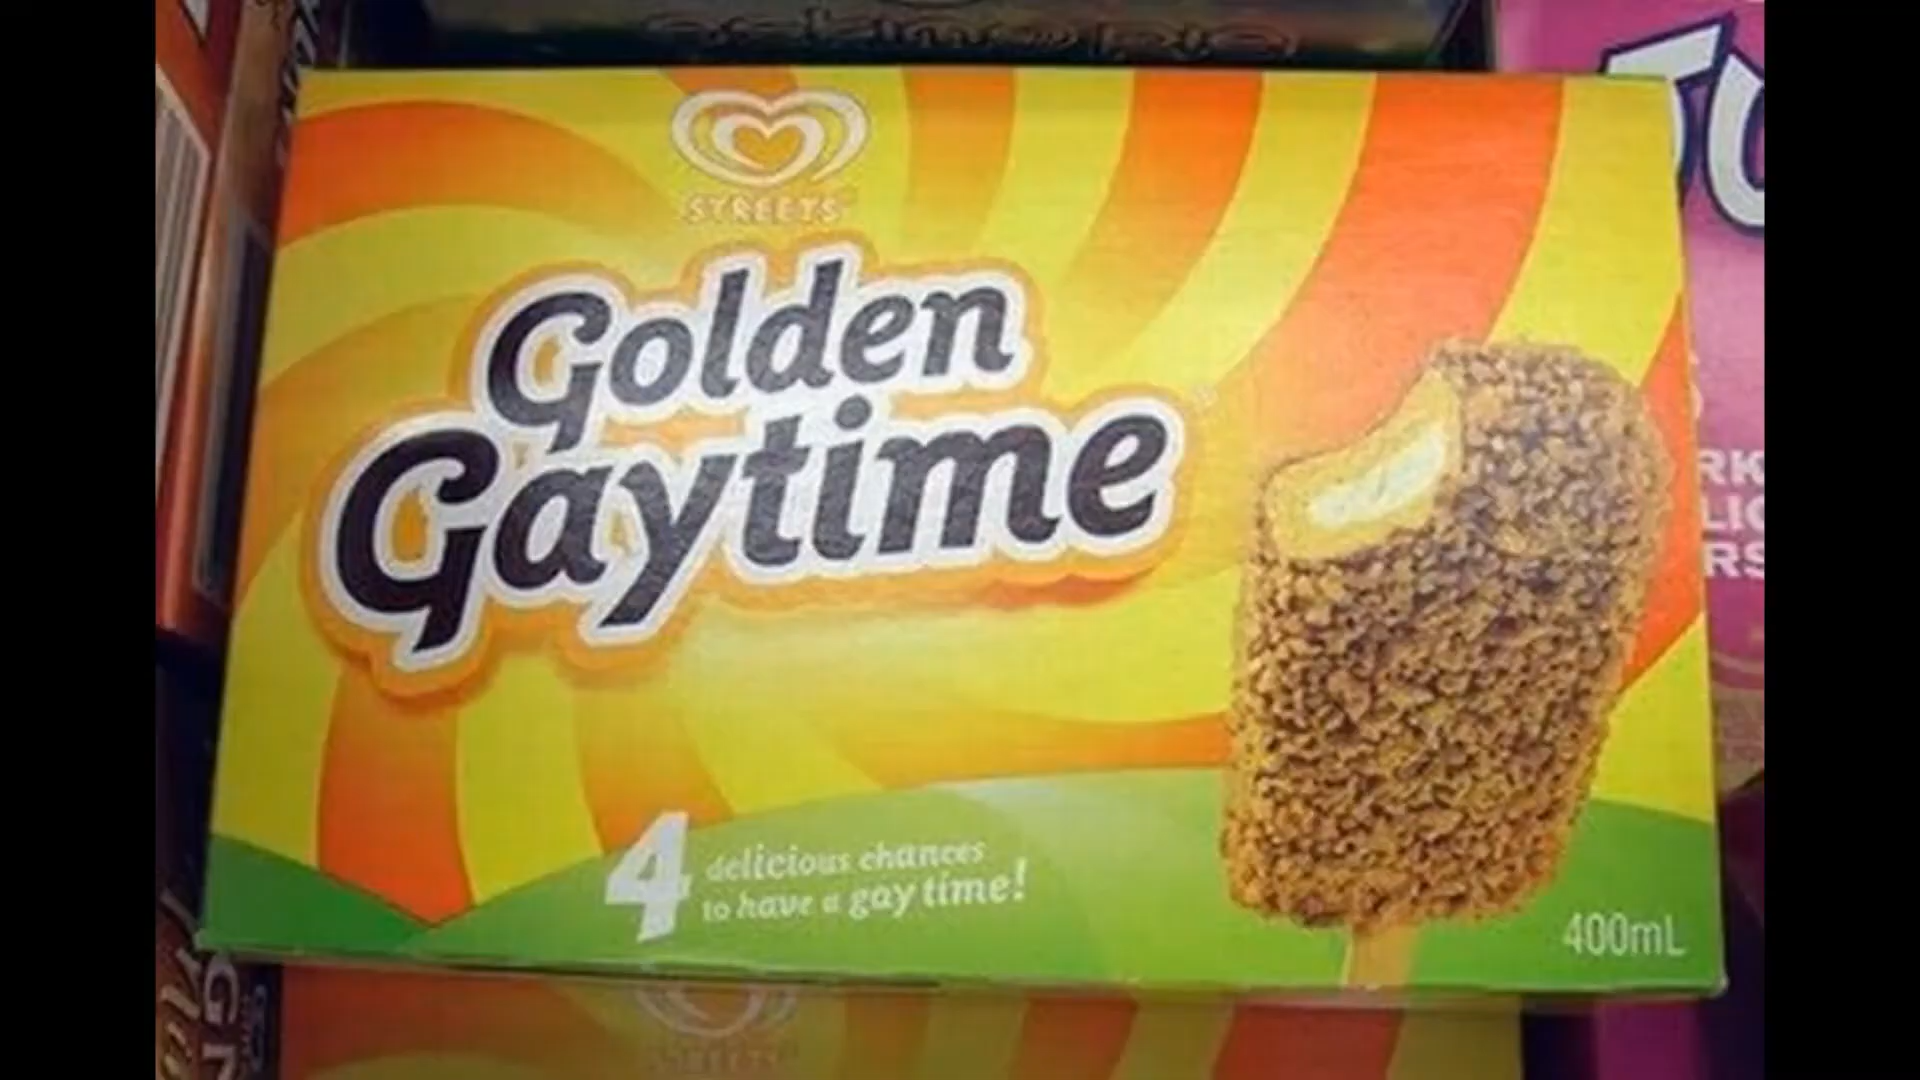 STREETS
Golden
Gaytime
4 delicious chances
to have a gay time!
400mL